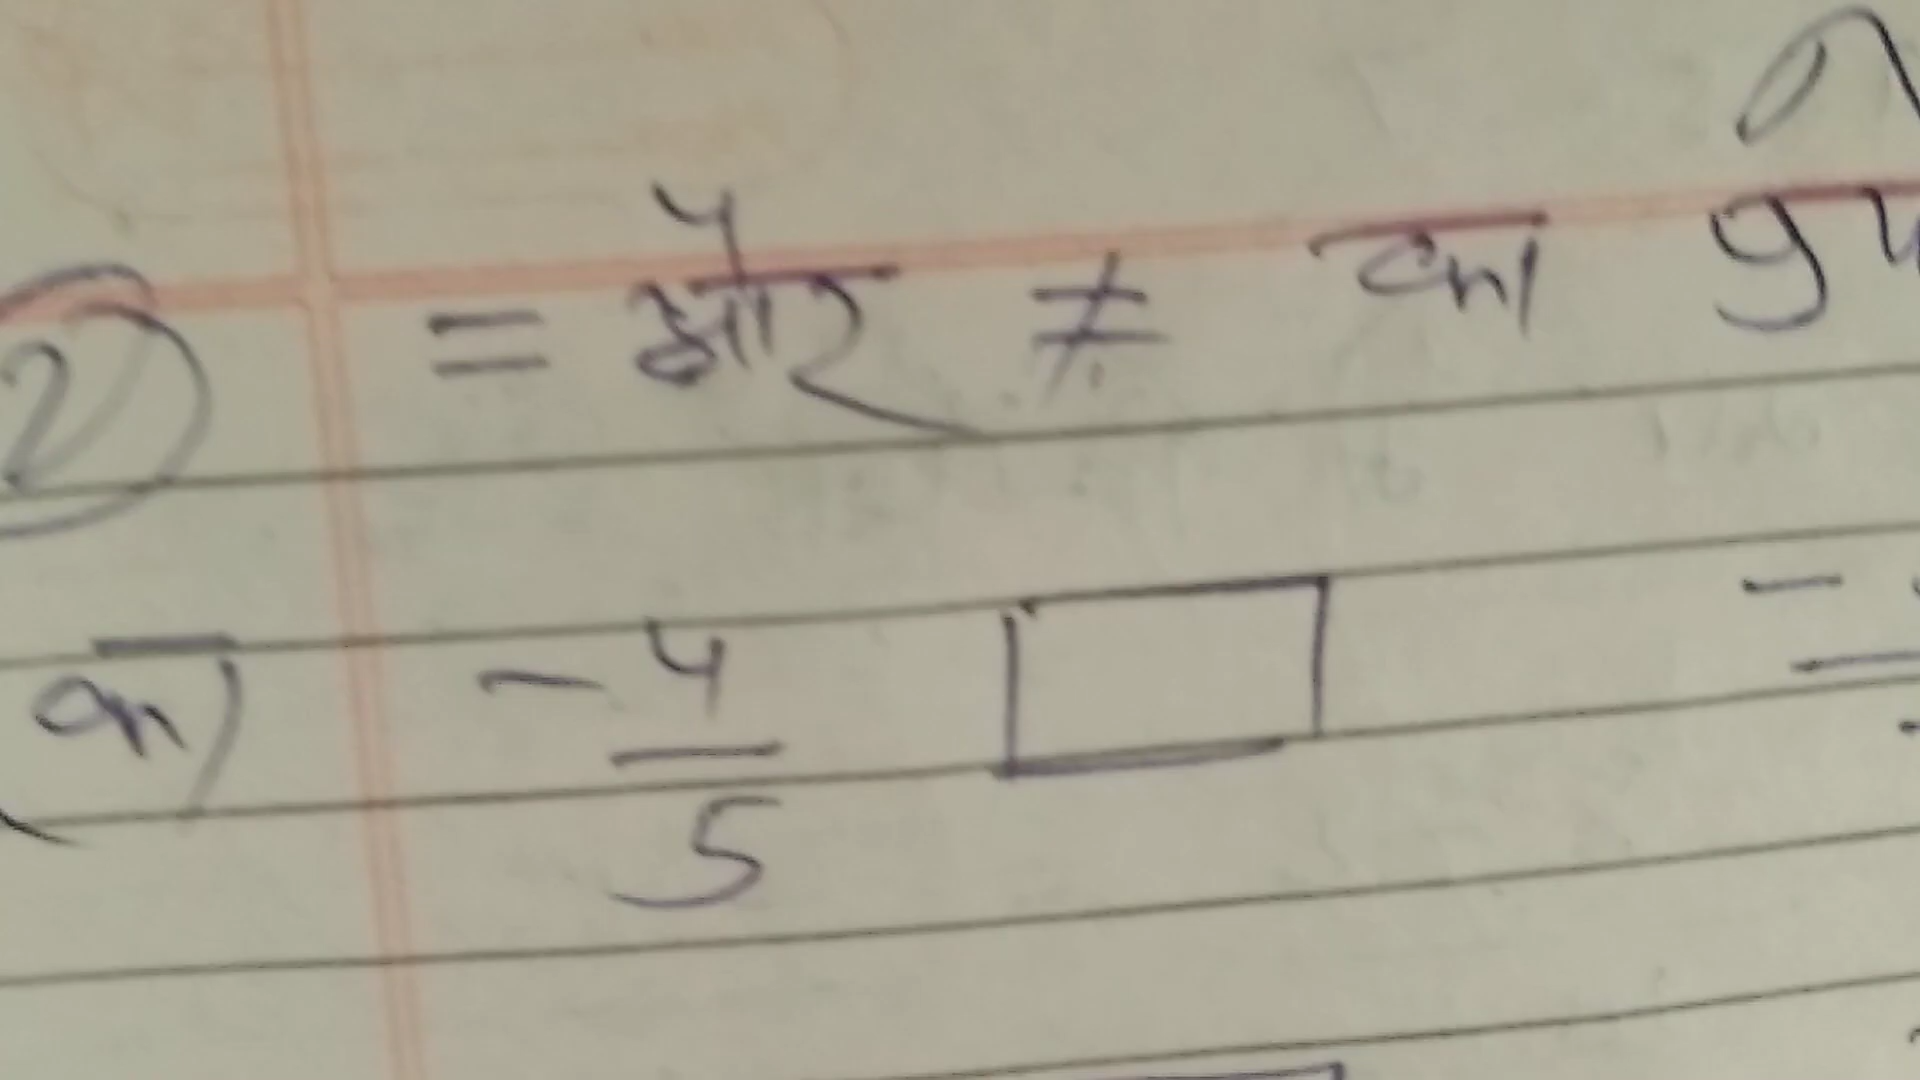 2) = और ≠ का
क) -4/5 □ -